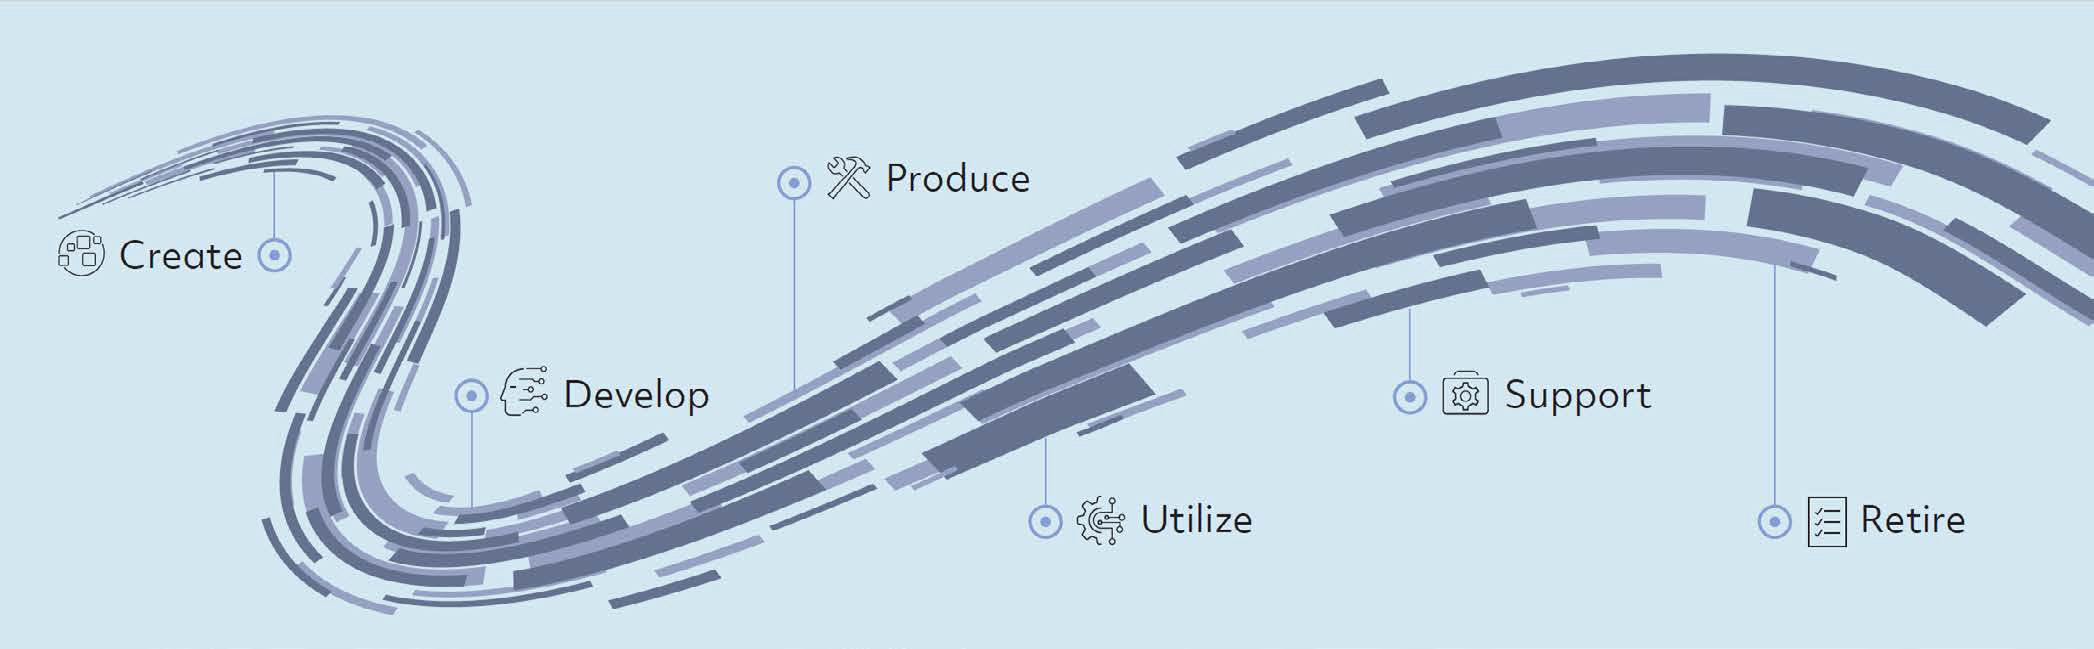 Create
Develop
Produce
Utilize
Support
Retire